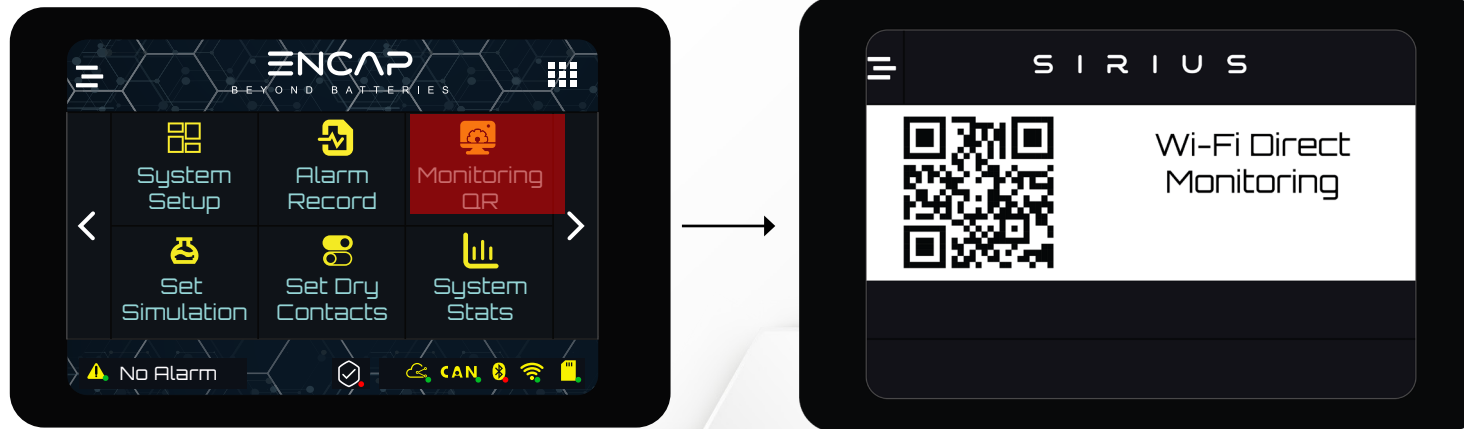 ENCAP
BEYOND BATTERIES
System
Setup
Alarm
Record
Monitoring
QR
Set
Simulation
Set Dry
Contacts
System
Stats
No Alarm
CAN
SIRIUS
Wi-Fi Direct
Monitoring